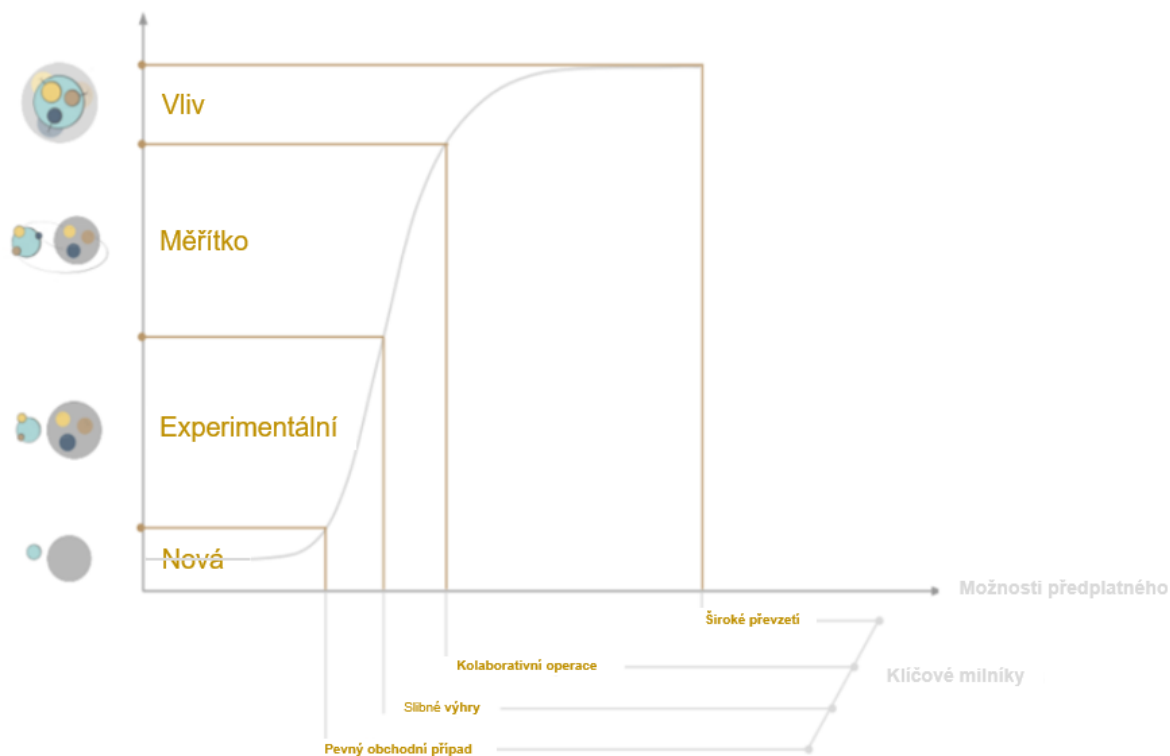 Vliv
Měřítko
Experimentální
Nová
Možnosti předplatného
Široké převzetí
Kolaborativní operace
Klíčové milníky
Slibné výhry
Pevný obchodní případ